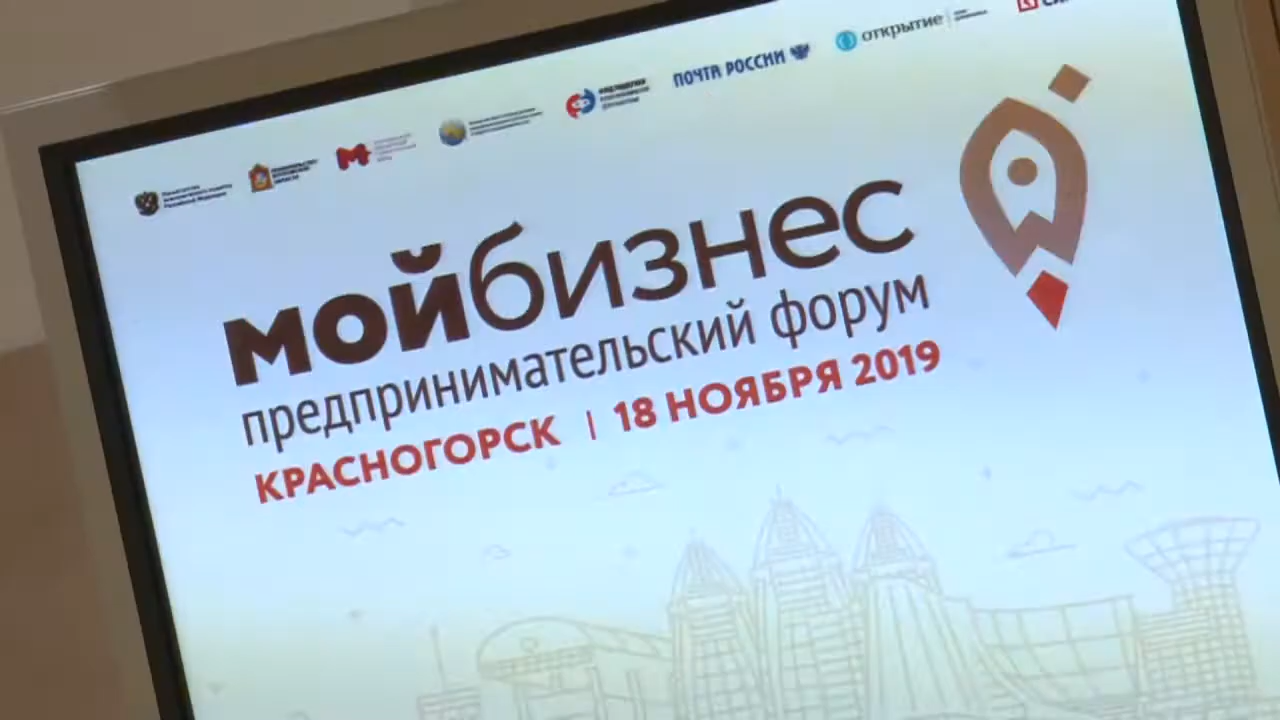 ПОЧТА РОССИИ
открытие
мойбизнес
предпринимательский форум
КРАСНОГОРСК | 18 НОЯБРЯ 2019